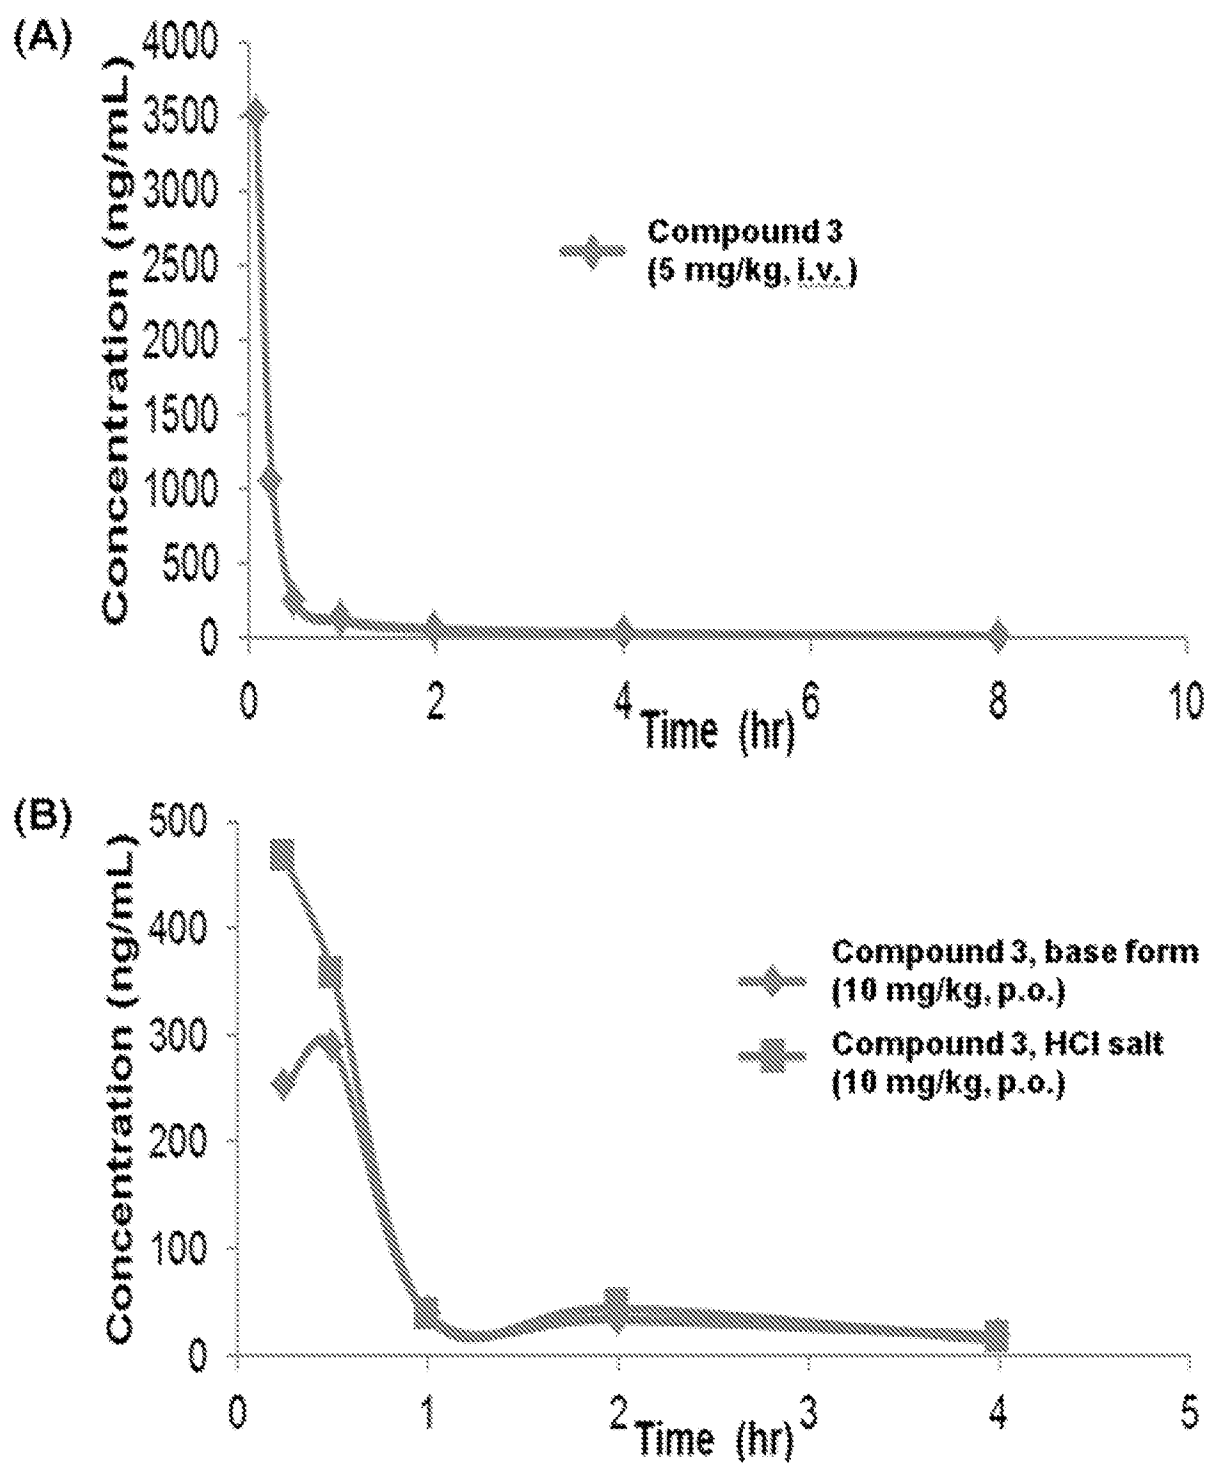 (A)
Concentration (ng/mL)
4000
3500
3000
2500
2000
1500
1000
500
0
Compound 3
(5 mg/kg, i.v.)
0 2 4 6 8 10
Time (hr)
(B)
Concentration (ng/mL)
500
400
300
200
100
0
Compound 3, base form
(10 mg/kg, p.o.)
Compound 3, HCl salt
(10 mg/kg, p.o.)
0 1 2 3 4 5
Time (hr)